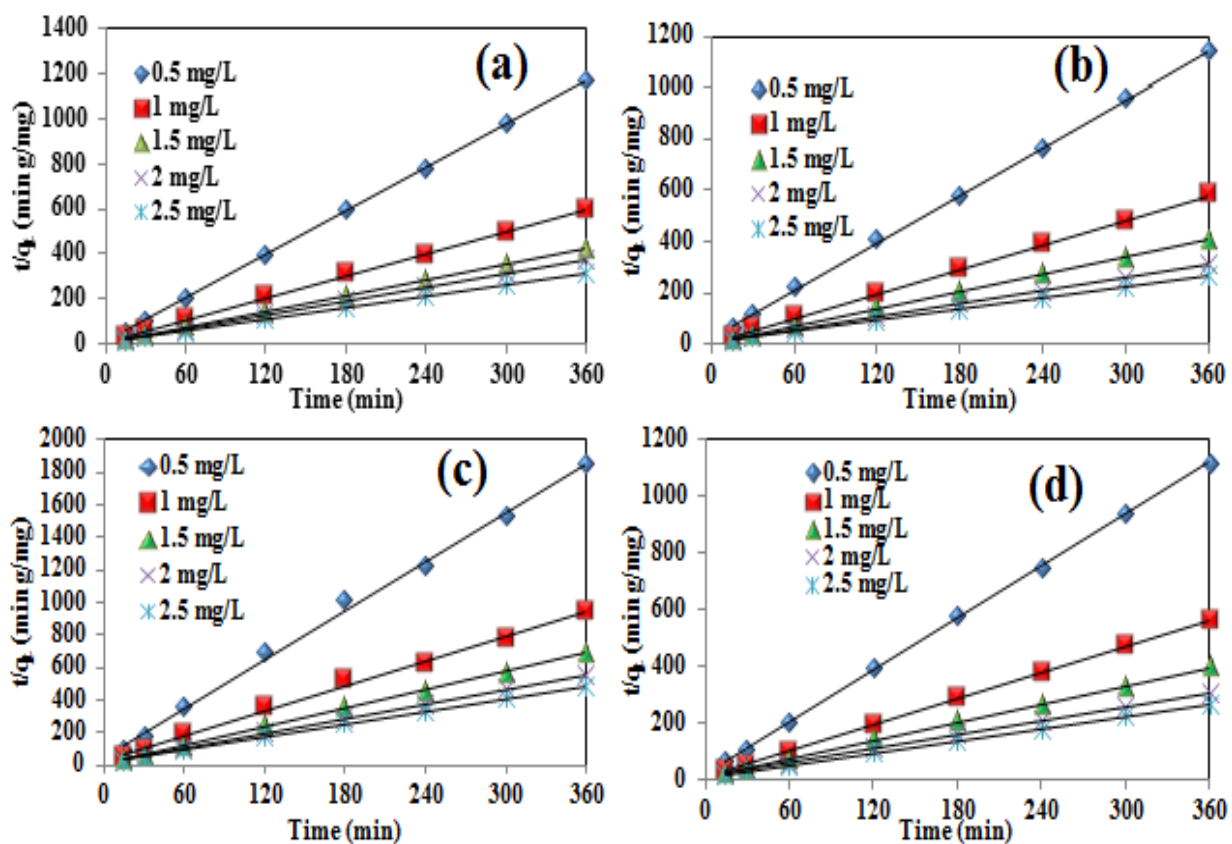 1400
1200
1000
800
600
400
200
0
t/qt (min g/mg)
(a)
0.5 mg/L
1 mg/L
1.5 mg/L
2 mg/L
2.5 mg/L
0 60 120 180 240 300 360
Time (min)
1200
1000
800
600
400
200
0
t/qt (min g/mg)
(b)
0.5 mg/L
1 mg/L
1.5 mg/L
2 mg/L
2.5 mg/L
0 60 120 180 240 300 360
Time (min)
2000
1800
1600
1400
1200
1000
800
600
400
200
0
t/qt (min g/mg)
(c)
0.5 mg/L
1 mg/L
1.5 mg/L
2 mg/L
2.5 mg/L
0 60 120 180 240 300 360
Time (min)
1200
1000
800
600
400
200
0
t/qt (min g/mg)
(d)
0.5 mg/L
1 mg/L
1.5 mg/L
2 mg/L
2.5 mg/L
0 60 120 180 240 300 360
Time (min)